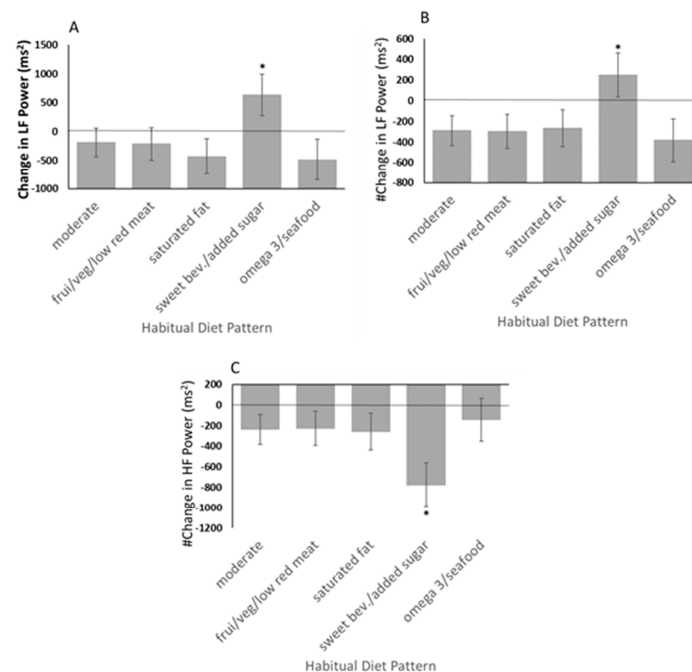 A
Change in LF Power (ms²)
1500
1000
500
0
-500
-1000
*
moderate
frui/veg/low red meat
saturated fat
sweet bev./added sugar
omega 3/seafood
Habitual Diet Pattern
B
#Change in LF Power (ms²)
600
400
200
0
-200
-400
-600
-800
*
moderate
frui/veg/low red meat
saturated fat
sweet bev./added sugar
omega 3/seafood
Habitual Diet Pattern
C
#Change in HF Power (ms²)
200
0
-200
-400
-600
-800
-1000
-1200
*
moderate
frui/veg/low red meat
saturated fat
sweet bev./added sugar
omega 3/seafood
Habitual Diet Pattern